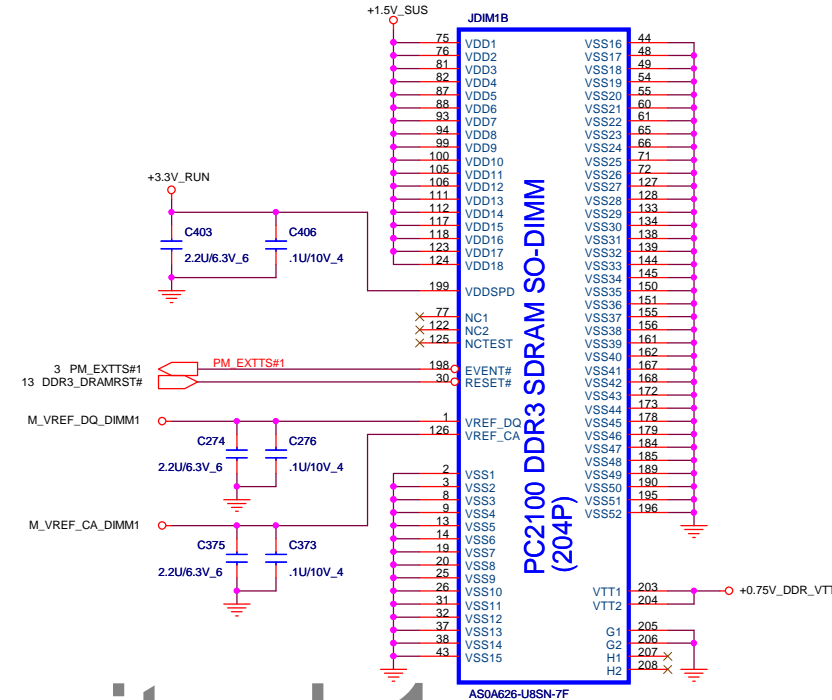 +1.5V_SUS
JDIM1B
75 VDD1
76 VDD2
81 VDD3
82 VDD4
87 VDD5
88 VDD6
93 VDD7
94 VDD8
99 VDD9
100 VDD10
105 VDD11
106 VDD12
111 VDD13
112 VDD14
117 VDD15
118 VDD16
123 VDD17
124 VDD18
199 VDDSPD
77 NC1
122 NC2
125 NCTEST
198 EVENT#
30 RESET#
1 VREF_DQ
126 VREF_CA
2 VSS1
3 VSS2
8 VSS3
9 VSS4
13 VSS5
14 VSS6
19 VSS7
20 VSS8
25 VSS9
26 VSS10
31 VSS11
32 VSS12
37 VSS13
38 VSS14
43 VSS15
+3.3V_RUN
C403
2.2U/6.3V_6
C406
.1U/10V_4
3 PM_EXTTS#1
PM_EXTTS#1
13 DDR3_DRAMRST#
M_VREF_DQ_DIMM1
C274
2.2U/6.3V_6
C276
.1U/10V_4
M_VREF_CA_DIMM1
C375
2.2U/6.3V_6
C373
.1U/10V_4
PC2100 DDR3 SDRAM SO-DIMM
(204P)
VSS16 44
VSS17 48
VSS18 49
VSS19 54
VSS20 55
VSS21 60
VSS22 61
VSS23 65
VSS24 66
VSS25 71
VSS26 72
VSS27 127
VSS28 128
VSS29 133
VSS30 134
VSS31 138
VSS32 139
VSS33 144
VSS34 145
VSS35 150
VSS36 151
VSS37 155
VSS38 156
VSS39 161
VSS40 162
VSS41 167
VSS42 168
VSS43 172
VSS44 173
VSS45 178
VSS46 179
VSS47 184
VSS48 185
VSS49 189
VSS50 190
VSS51 195
VSS52 196
VTT1 203
VTT2 204
+0.75V_DDR_VTT
G1 205
G2 206
H1 207
H2 208
AS0A626-U8SN-7F